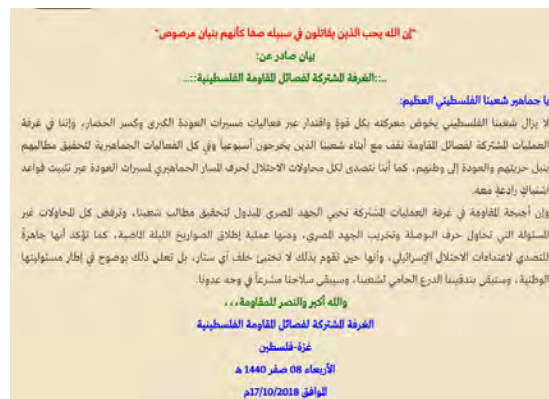 "إن الله يحب الذين يقاتلون في سبيله صفا كأنهم بنيان مرصوص"
بيان صادر عن:
..::الغرفة المشتركة لفصائل المقاومة الفلسطينية::..
يا جماهير شعبنا الفلسطيني العظيم:
لا يزال شعبنا الفلسطيني يخوض معركته بكل قوةٍ واقتدار عبر فعاليات مسيرات العودة الكبرى وكسر الحصار، وإننا في غرفة
العمليات المشتركة لفصائل المقاومة نقف مع أبناء شعبنا الذين يخرجون أسبوعياً وفي كل الفعاليات الجماهيرية لتحقيق مطالبهم
بنيل حريتهم والعودة إلى وطنهم، كما أننا نتصدى لكل محاولات الاحتلال لحرف المسار الجماهيري لمسيرات العودة عبر تثبيت قواعد
اشتباكٍ رادعةٍ معه.
وإن أجنحة المقاومة في غرفة العمليات المشتركة نحيي الجهد المصري المبذول لتحقيق مطالب شعبنا، وترفض كل المحاولات غير
المسئولة التي تحاول حرف البوصلة وتخريب الجهد المصري، ومنها عملية إطلاق الصواريخ الليلة الماضية، كما تؤكد أنها جاهزةٌ
للتصدي لاعتداءات الاحتلال الإسرائيلي، وأنها حين تقوم بذلك لا تختبئ خلف أي ستار، بل تعلن ذلك بوضوح في إطار مسئوليتها
الوطنية، وستبقى بندقيتنا الدرع الحامي لشعبنا، وسيبقى سلاحنا مشرعاً في وجه عدونا.
والله أكبر والنصر للمقاومة،،،
الغرفة المشتركة لفصائل المقاومة الفلسطينية
غزة-فلسطين
الأربعاء 08 صفر 1440 هـ
الموافق 17/10/2018م